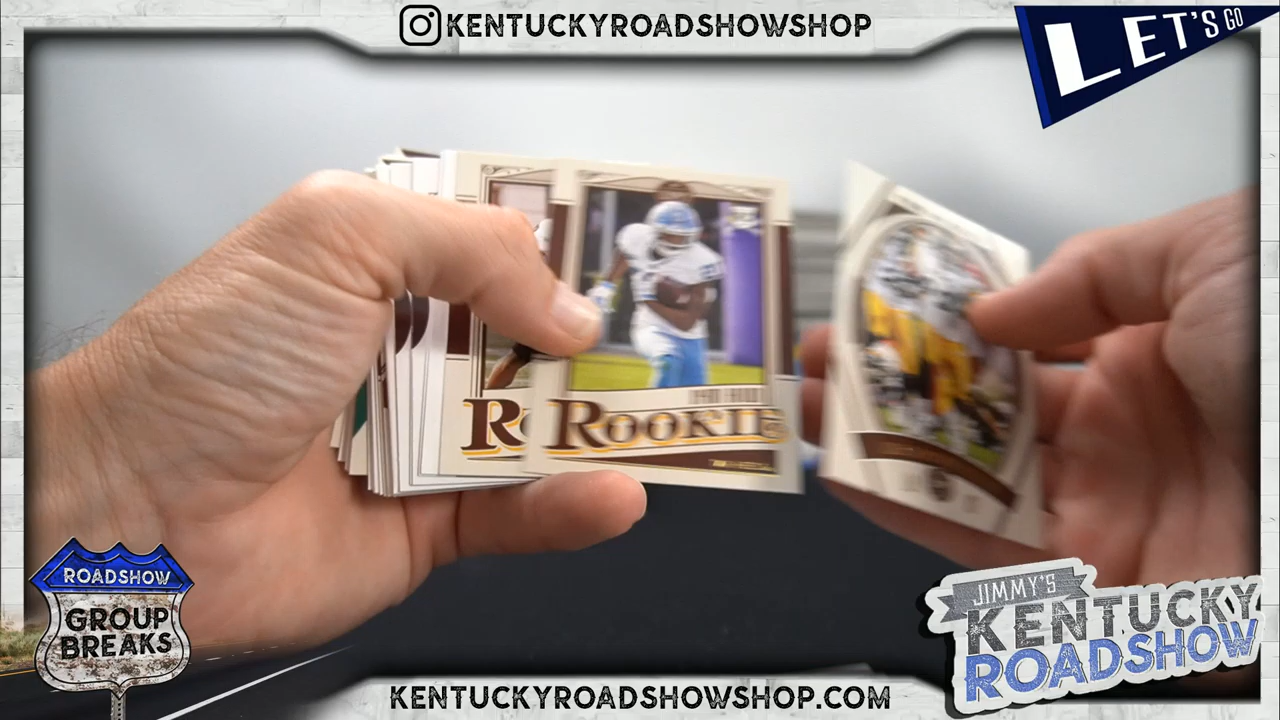 KENTUCKYROADSHOWSHOP
LET'S GO
R
ROOKIE
ROADSHOW
GROUP
BREAKS
JIMMY'S
KENTUCKY
ROADSHOW
KENTUCKYROADSHOWSHOP.COM